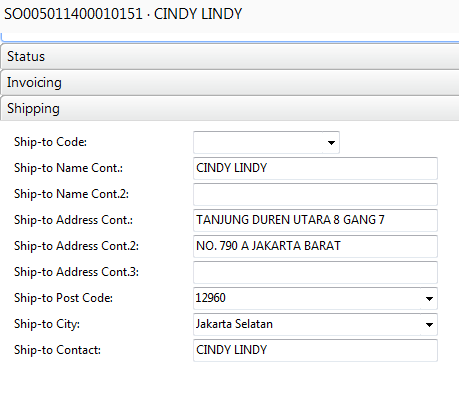 SO005011400010151 · CINDY LINDY
Status
Invoicing
Shipping
Ship-to Code:
Ship-to Name Cont.: CINDY LINDY
Ship-to Name Cont.2:
Ship-to Address Cont.: TANJUNG DUREN UTARA 8 GANG 7
Ship-to Address Cont.2: NO. 790 A JAKARTA BARAT
Ship-to Address Cont.3:
Ship-to Post Code: 12960
Ship-to City: Jakarta Selatan
Ship-to Contact: CINDY LINDY